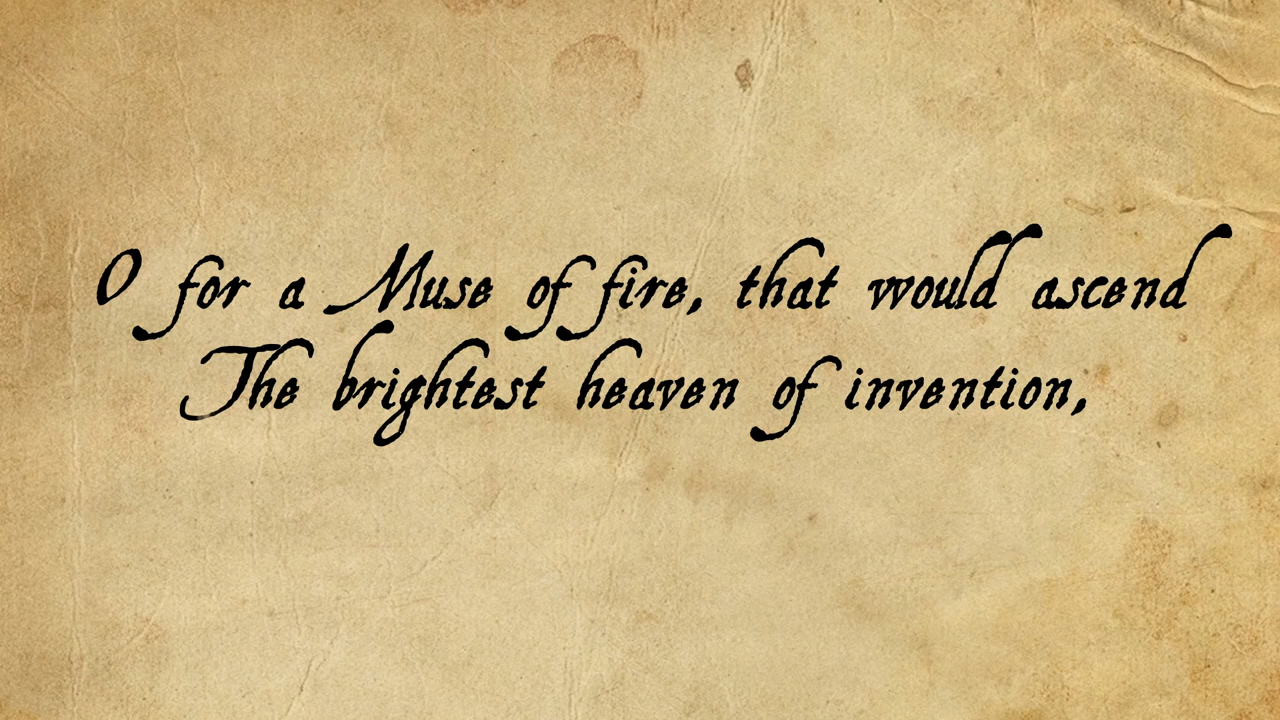 O for a Muse of fire, that would ascend
The brightest heaven of invention,